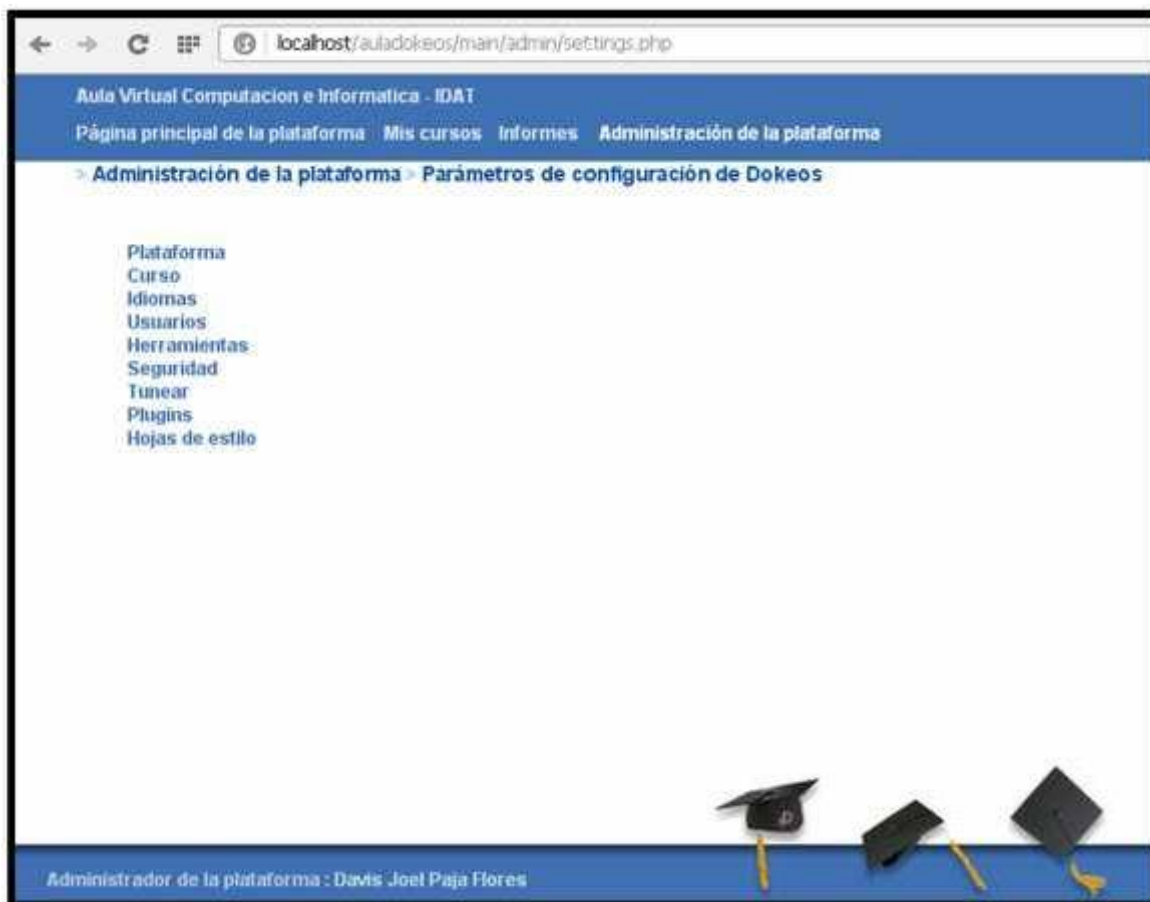 localhost/auladokeos/main/admin/settings.php
Aula Virtual Computacion e Informatica - IDAT
Página principal de la plataforma Mis cursos Informes Administración de la plataforma
> Administración de la plataforma > Parámetros de configuración de Dokeos
Plataforma
Curso
Idiomas
Usuarios
Herramientas
Seguridad
Tunear
Plugins
Hojas de estilo
D
Administrador de la plataforma : Davis Joel Paja Flores